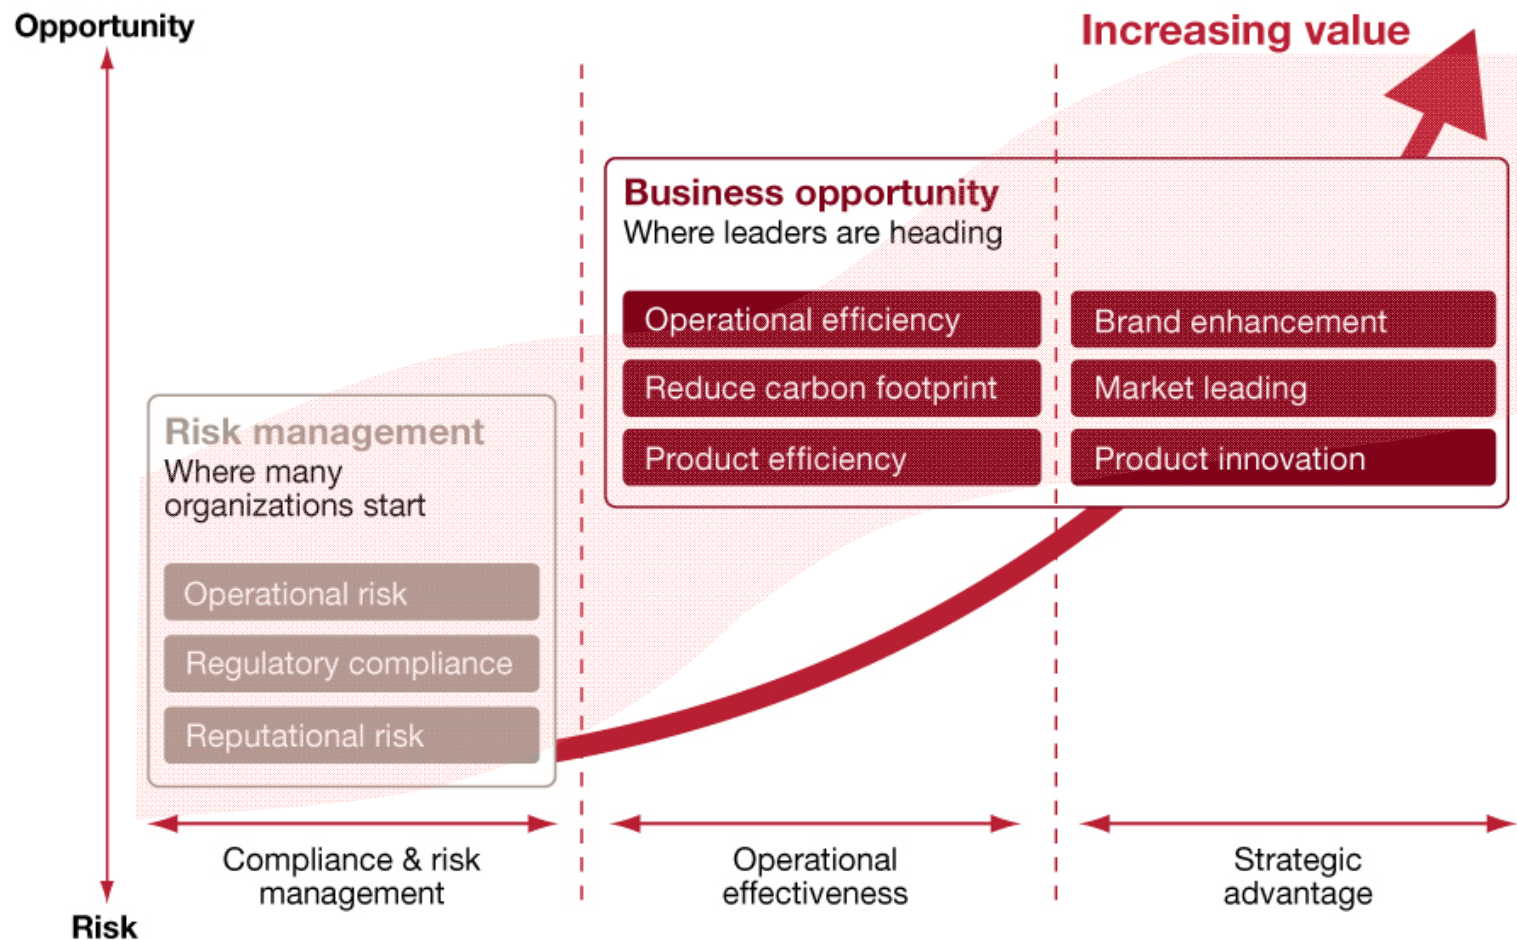 Opportunity
Increasing value
Business opportunity
Where leaders are heading
Operational efficiency
Brand enhancement
Reduce carbon footprint
Market leading
Product efficiency
Product innovation
Risk management
Where many
organizations start
Operational risk
Regulatory compliance
Reputational risk
Compliance & risk
management
Operational
effectiveness
Strategic
advantage
Risk